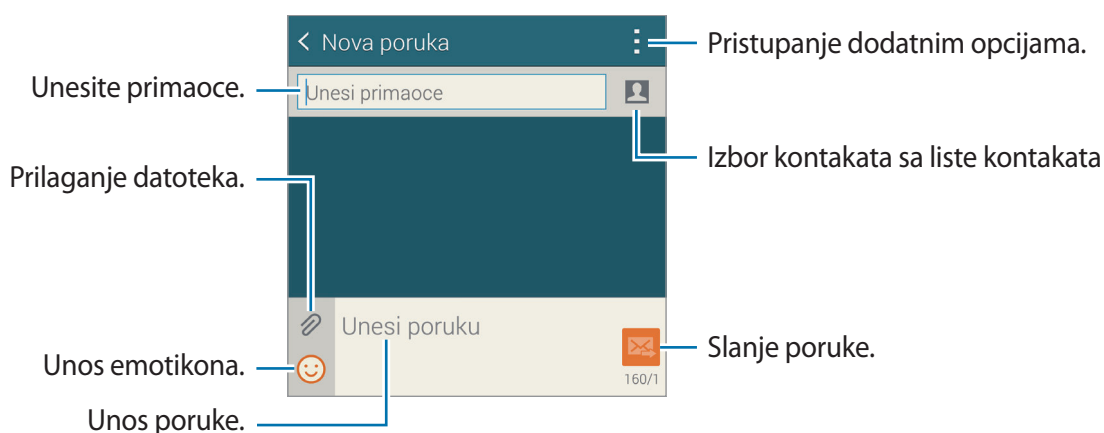 Nova poruka
Pristupanje dodatnim opcijama.
Unesite primaoce.
Unesi primaoce
Izbor kontakata sa liste kontakata
Prilaganje datoteka.
Unesi poruku
Slanje poruke.
Unos emotikona.
160/1
Unos poruke.